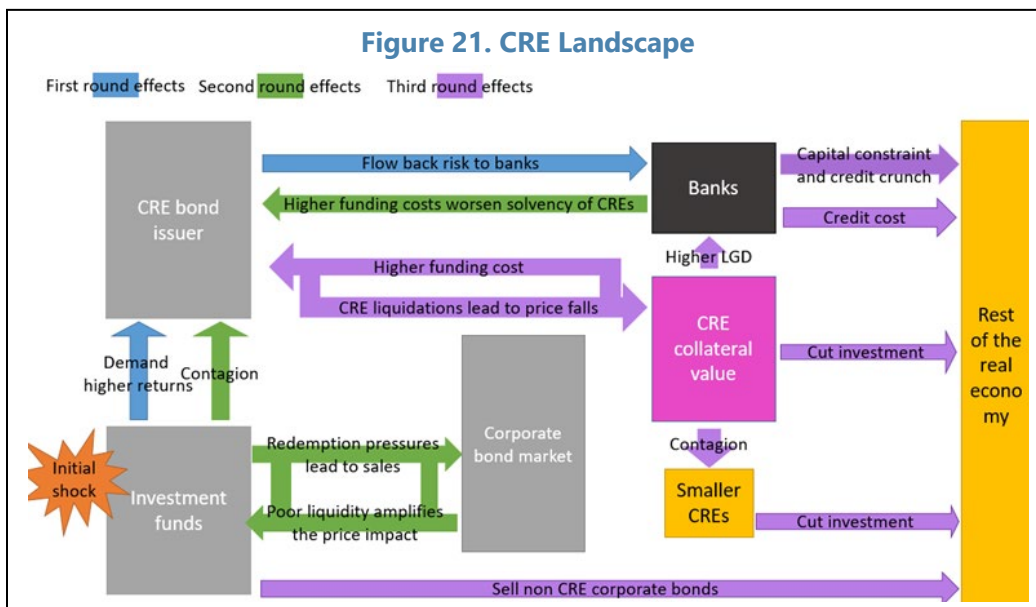 Figure 21. CRE Landscape
First round effects Second round effects Third round effects
CRE bond
issuer
Flow back risk to banks
Higher funding costs worsen solvency of CREs
Banks
Capital constraint
and credit crunch
Credit cost
Higher LGD
Higher funding cost
CRE liquidations lead to price falls
CRE
collateral
value
Rest
of the
real
econo
my
Cut investment
Demand
higher returns
Contagion
Contagion
Initial
shock
Investment
funds
Redemption pressures
lead to sales
Poor liquidity amplifies
the price impact
Corporate
bond market
Smaller
CREs
Cut investment
Sell non CRE corporate bonds